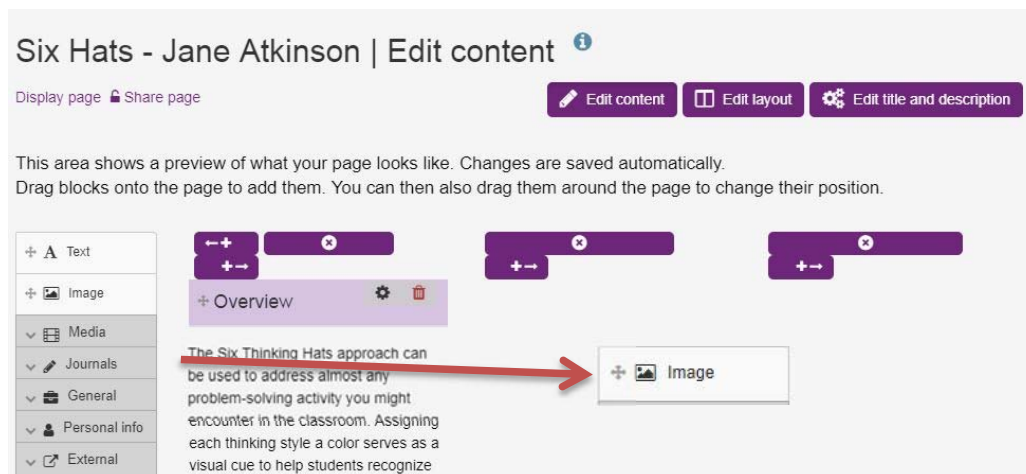 Six Hats - Jane Atkinson | Edit content
Display page Share page
Edit content
Edit layout
Edit title and description
This area shows a preview of what your page looks like. Changes are saved automatically.
Drag blocks onto the page to add them. You can then also drag them around the page to change their position.
Text
Image
Media
Journals
General
Personal info
External
Overview
The Six Thinking Hats approach can
be used to address almost any
problem-solving activity you might
encounter in the classroom. Assigning
each thinking style a color serves as a
visual cue to help students recognize
Image